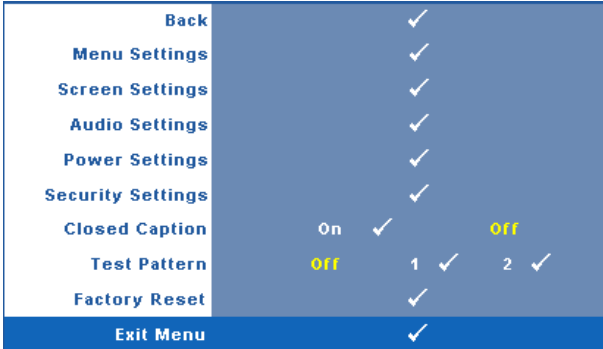 Back ✓
Menu Settings ✓
Screen Settings ✓
Audio Settings ✓
Power Settings ✓
Security Settings ✓
Closed Caption On ✓ Off
Test Pattern Off 1 ✓ 2 ✓
Factory Reset ✓
Exit Menu ✓